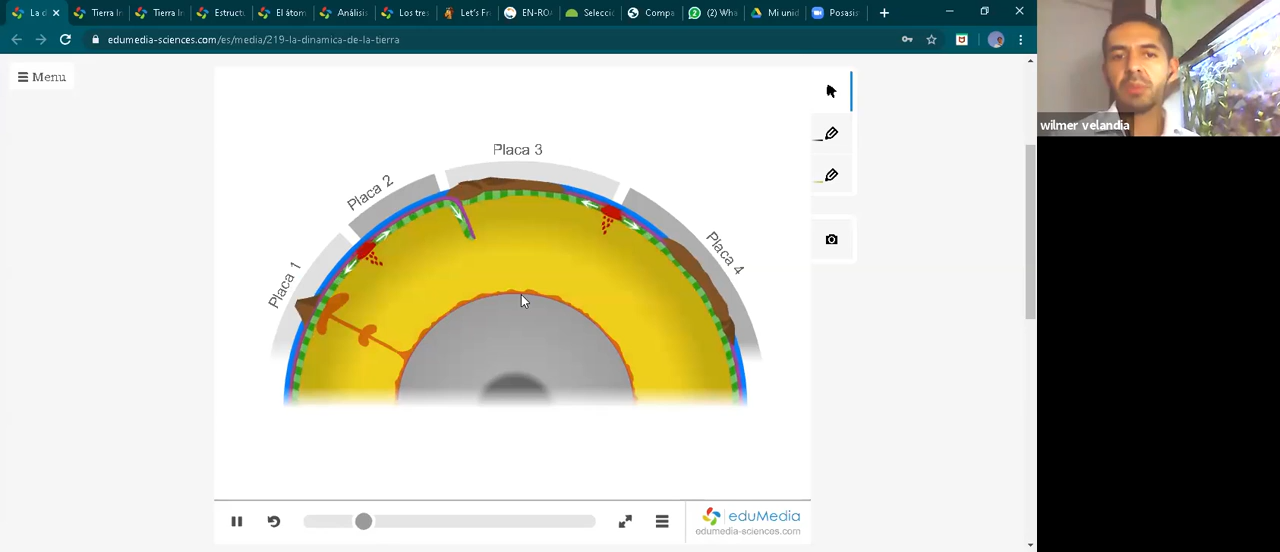 La d
Tierra In
Tierra In
Estruct
El átom
Análisis
Los tres
Let's Fr
EN-ROA
Selecció
Compa
(2) Wha
Mi unid
Posasis
edumedia-sciences.com/es/media/219-la-dinamica-de-la-tierra
Menu
wilmer velandia
Placa 3
Placa 2
Placa 4
Placa 1
eduMedia
edumedia-sciences.com